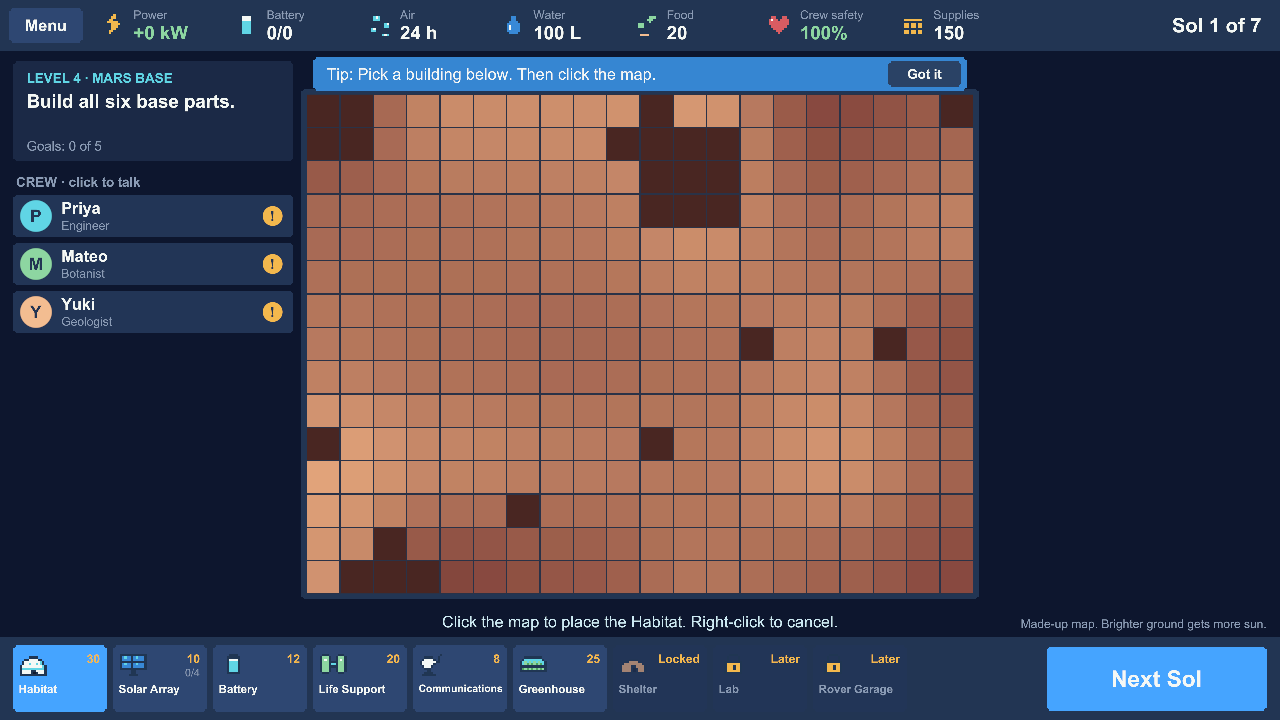 Menu
Power
+0 kW
Battery
0/0
Air
24 h
Water
100 L
Food
20
Crew safety
100%
Supplies
150
Sol 1 of 7
LEVEL 4 · MARS BASE
Build all six base parts.
Goals: 0 of 5
Tip: Pick a building below. Then click the map.
Got it
CREW · click to talk
P
Priya
Engineer
!
M
Mateo
Botanist
!
Y
Yuki
Geologist
!
Click the map to place the Habitat. Right-click to cancel.
Made-up map. Brighter ground gets more sun.
30
Habitat
10
0/4
Solar Array
12
Battery
20
Life Support
8
Communications
25
Greenhouse
Locked
Shelter
Later
Lab
Later
Rover Garage
Next Sol